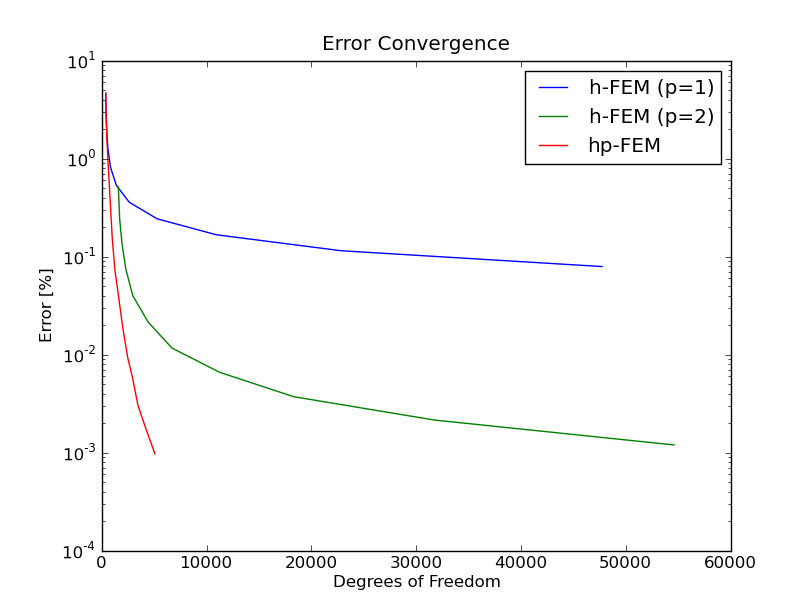 Error Convergence
h-FEM (p=1)
h-FEM (p=2)
hp-FEM
10^1
10^0
10^-1
10^-2
10^-3
10^-4
Error [%]
0 10000 20000 30000 40000 50000 60000
Degrees of Freedom